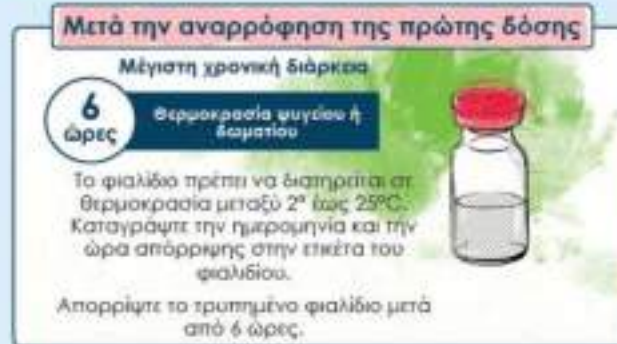 Μετά την αναρρόφηση της πρώτης δόσης
Μέγιστη χρονική διάρκεια
6
ώρες
Θερμοκρασία ψυγείου ή
δωματίου
Το φιαλίδιο πρέπει να διατηρείται σε
θερμοκρασία μεταξύ 2° έως 25°C.
Καταγράψτε την ημερομηνία και την
ώρα απόρριψης στην ετικέτα του
φιαλιδίου.
Απορρίψτε το τρυπημένο φιαλίδιο μετά
από 6 ώρες.